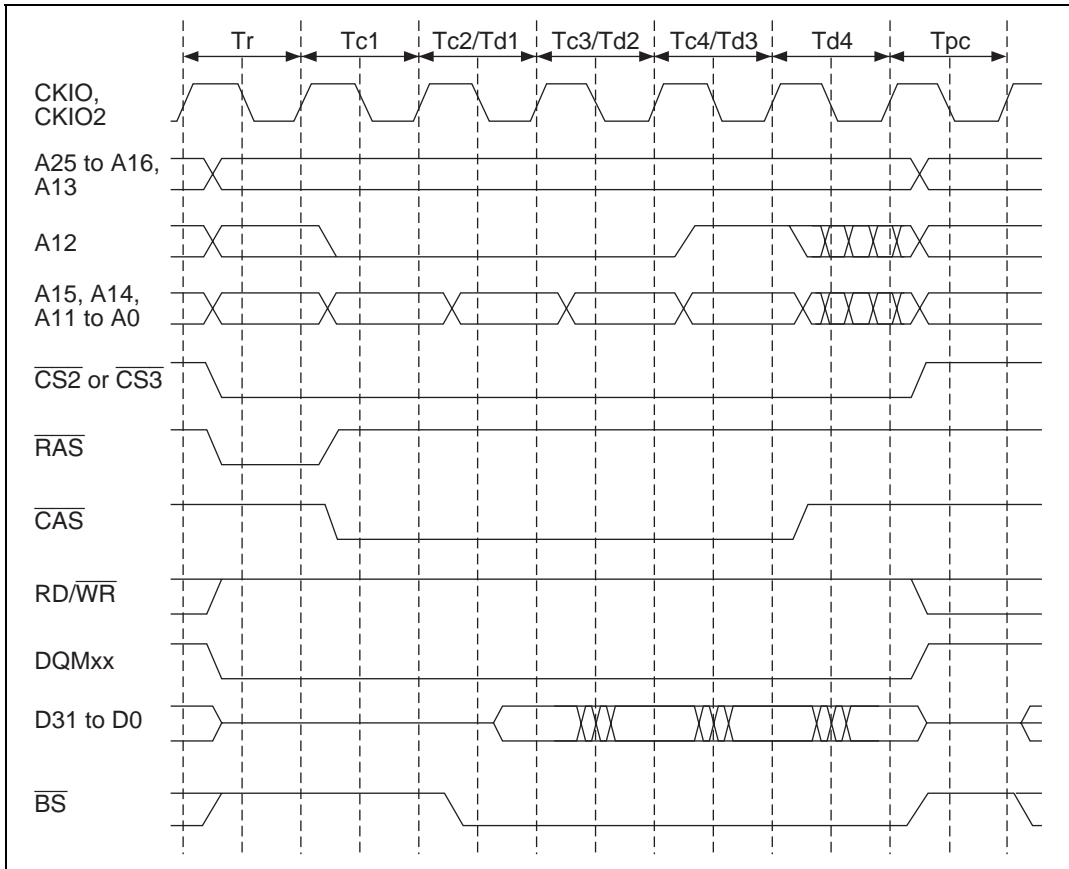 Tr Tc1 Tc2/Td1 Tc3/Td2 Tc4/Td3 Td4 Tpc
CKIO,
CKIO2
A25 to A16,
A13
A12
A15, A14,
A11 to A0
CS2 or CS3
RAS
CAS
RD/WR
DQMxx
D31 to D0
BS